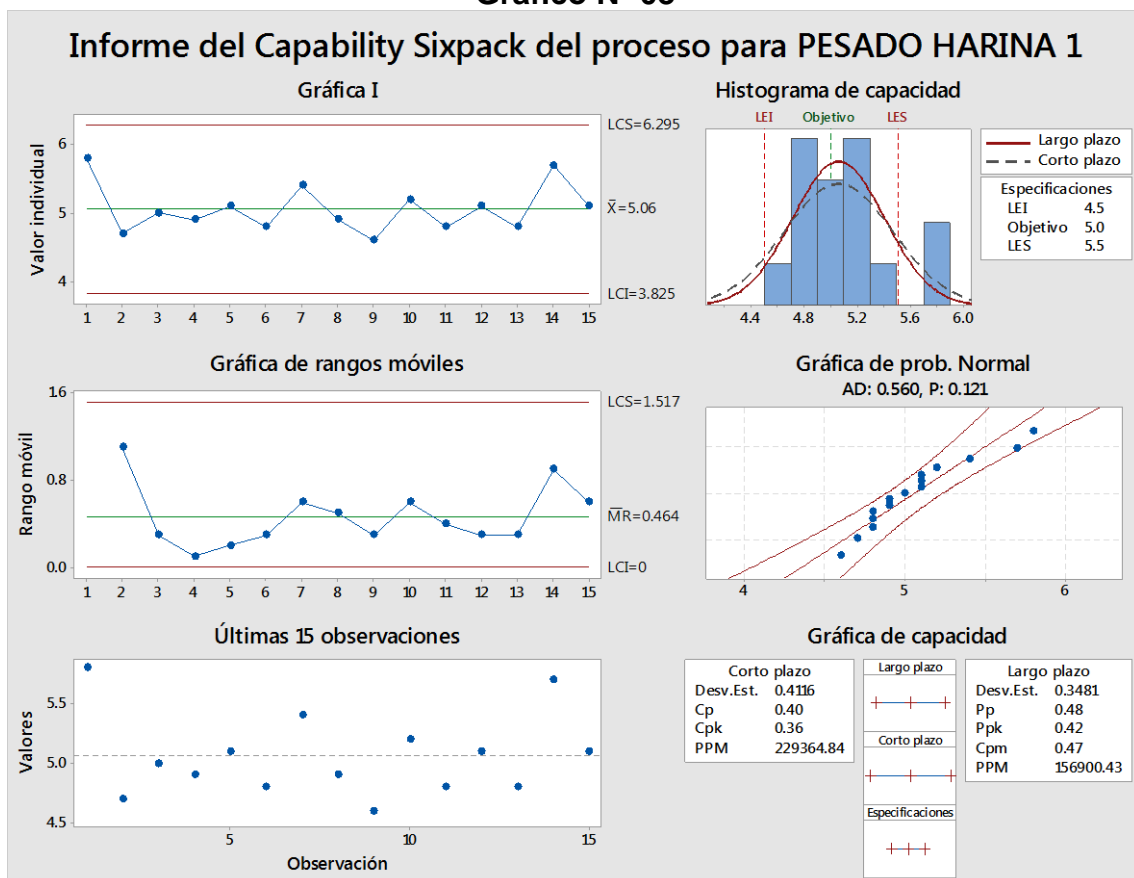 Informe del Capability Sixpack del proceso para PESADO HARINA 1
Gráfica I
Valor individual
6
5
4
LCS=6.295
X̄=5.06
LCI=3.825
1 2 3 4 5 6 7 8 9 10 11 12 13 14 15
Histograma de capacidad
LEI Objetivo LES
4.4 4.8 5.2 5.6 6.0
Largo plazo
Corto plazo
Especificaciones
LEI 4.5
Objetivo 5.0
LES 5.5
Gráfica de rangos móviles
Rango móvil
1.6
0.8
0.0
LCS=1.517
M̄R̄=0.464
LCI=0
1 2 3 4 5 6 7 8 9 10 11 12 13 14 15
Gráfica de prob. Normal
AD: 0.560, P: 0.121
4 5 6
Últimas 15 observaciones
Valores
5.5
5.0
4.5
5 10 15
Observación
Gráfica de capacidad
Corto plazo
Desv.Est. 0.4116
Cp 0.40
Cpk 0.36
PPM 229364.84
Largo plazo
Corto plazo
Especificaciones
Largo plazo
Desv.Est. 0.3481
Pp 0.48
Ppk 0.42
Cpm 0.47
PPM 156900.43